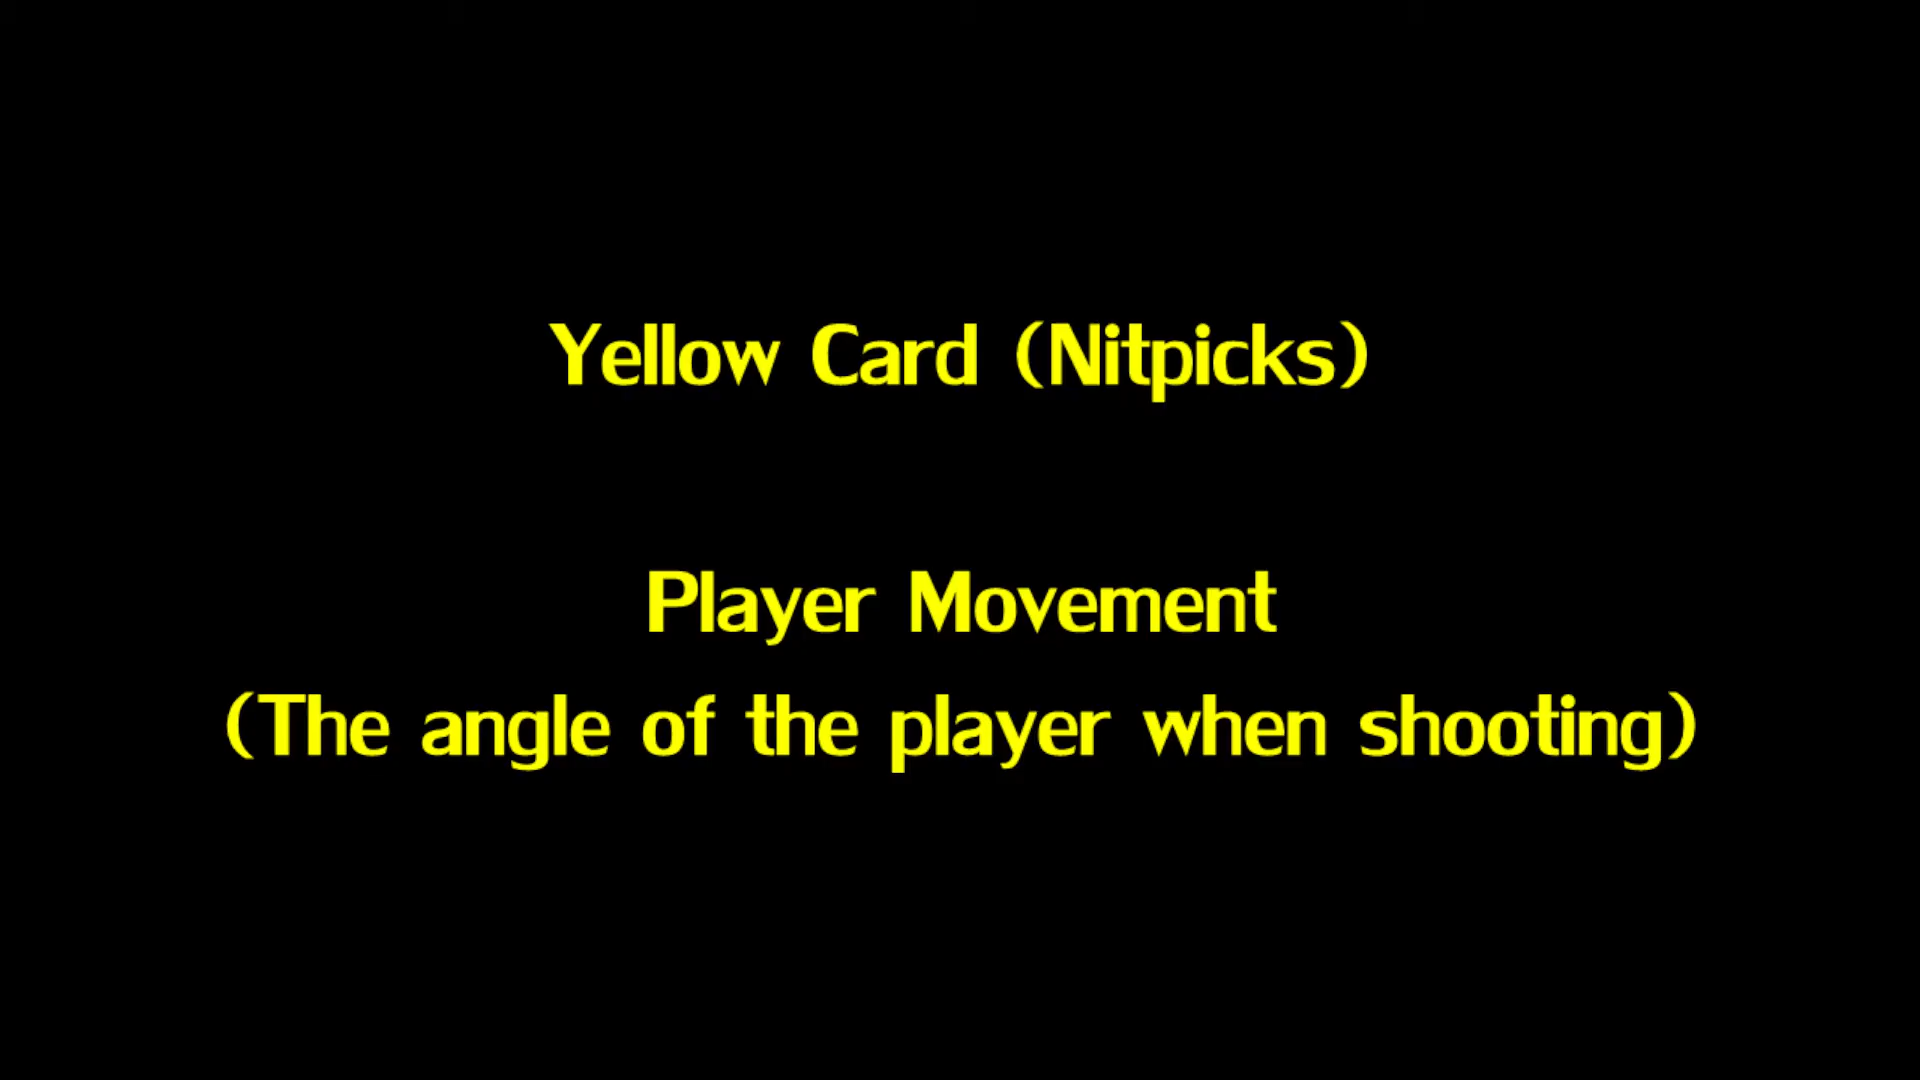 Yellow Card (Nitpicks)
Player Movement
(The angle of the player when shooting)